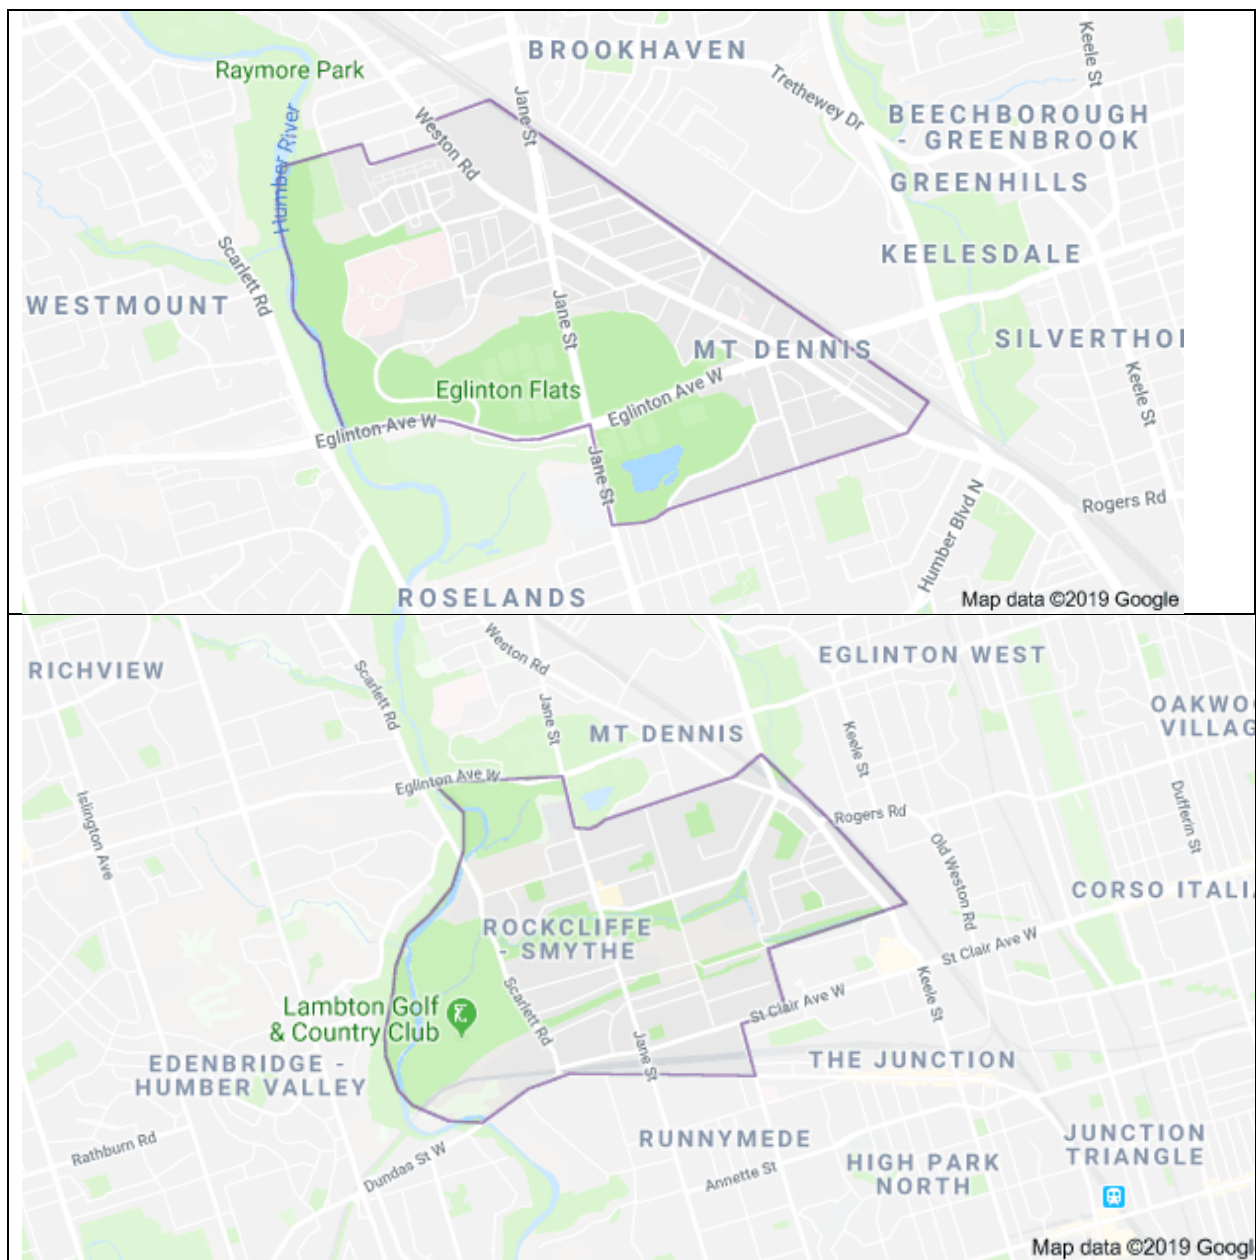 BROOKHAVEN
Keele St
Raymore Park
Trethewey Dr
Jane St
Weston Rd
BEECHBOROUGH
- GREENBROOK
Humber River
GREENHILLS
Scarlett Rd
KEELESDALE
WESTMOUNT
Jane St
SILVERTHOI
MT DENNIS
Eglinton Flats
Eglinton Ave W
Keele St
Eglinton Ave W
Jane St
Rogers Rd
Humber Blvd N
ROSELANDS
Map data ©2019 Google
Weston Rd
EGLINTON WEST
RICHVIEW
Scarlett Rd
OAKWO
VILLAG
Jane St
MT DENNIS
Keele St
Eglinton Ave W
Islington Ave
Dufferin St
Rogers Rd
Old Weston Rd
CORSO ITALI
ROCKCLIFFE
- SMYTHE
St Clair Ave W
Keele St
Scarlett Rd
Lambton Golf
& Country Club
St Clair Ave W
Jane St
EDENBRIDGE -
HUMBER VALLEY
THE JUNCTION
Rathburn Rd
RUNNYMEDE
JUNCTION
TRIANGLE
Dundas St W
Annette St
HIGH PARK
NORTH
Map data ©2019 Googl